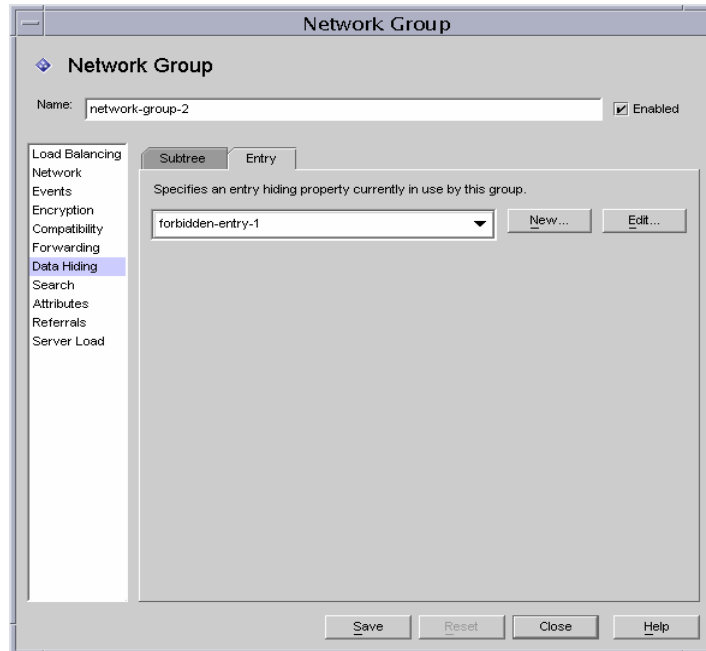 Network Group
Network Group
Name: network-group-2 Enabled
Load Balancing
Network
Events
Encryption
Compatibility
Forwarding
Data Hiding
Search
Attributes
Referrals
Server Load
Subtree Entry
Specifies an entry hiding property currently in use by this group.
forbidden-entry-1 New... Edit...
Save Reset Close Help